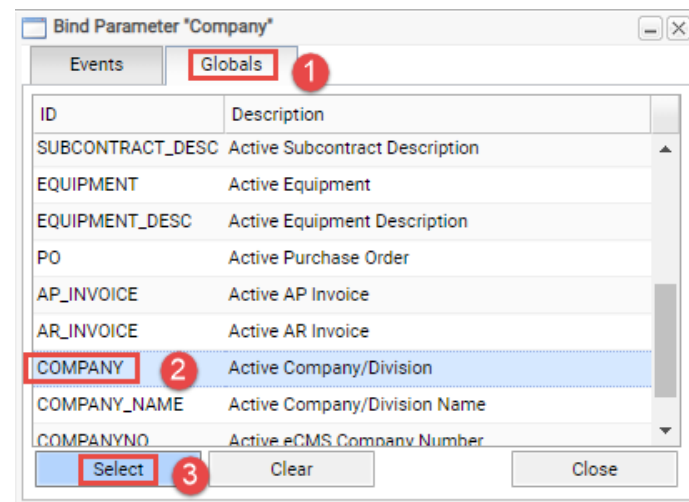 Bind Parameter "Company"
Events Globals 1
ID Description
SUBCONTRACT_DESC Active Subcontract Description
EQUIPMENT Active Equipment
EQUIPMENT_DESC Active Equipment Description
PO Active Purchase Order
AP_INVOICE Active AP Invoice
AR_INVOICE Active AR Invoice
COMPANY 2 Active Company/Division
COMPANY_NAME Active Company/Division Name
COMPANYNO Active eCMS Company Number
Select 3 Clear Close